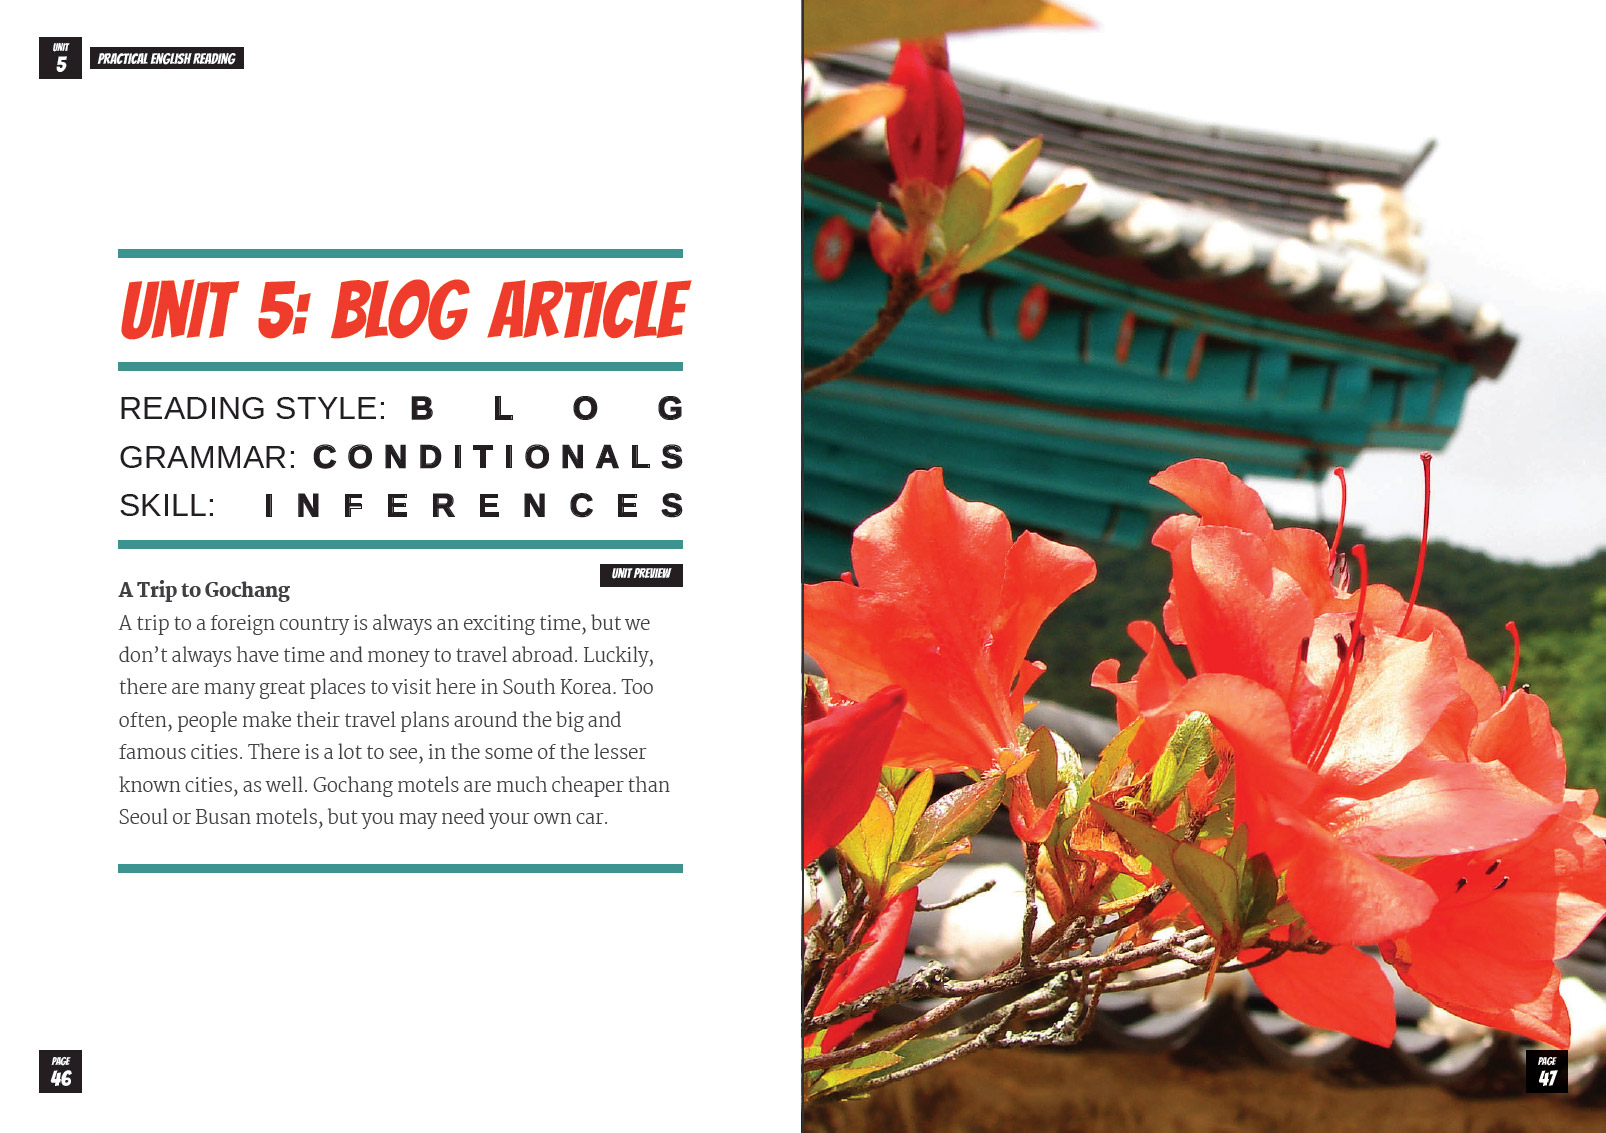 UNIT
5
PRACTICAL ENGLISH READING
UNIT 5: BLOG ARTICLE
READING STYLE: BLOG
GRAMMAR: CONDITIONALS
SKILL: INFERENCES
UNIT PREVIEW
A Trip to Gochang
A trip to a foreign country is always an exciting time, but we
don’t always have time and money to travel abroad. Luckily,
there are many great places to visit here in South Korea. Too
often, people make their travel plans around the big and
famous cities. There is a lot to see, in the some of the lesser
known cities, as well. Gochang motels are much cheaper than
Seoul or Busan motels, but you may need your own car.
PAGE
46
PAGE
47